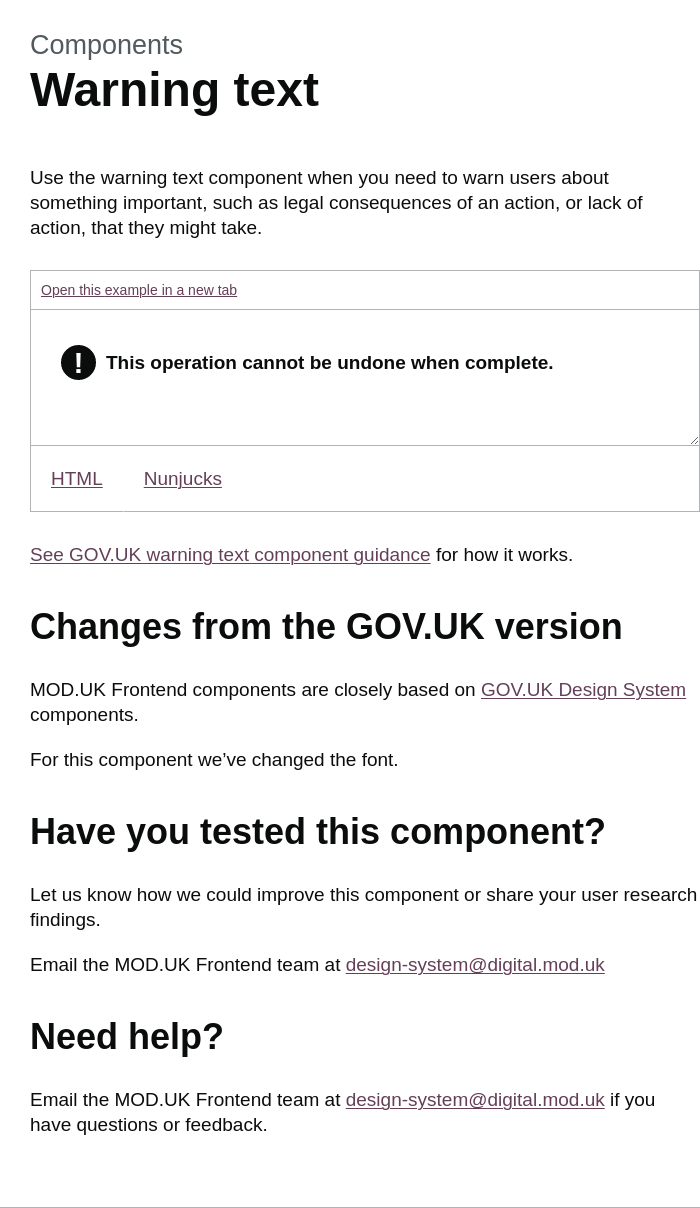 Components
Warning text
Use the warning text component when you need to warn users about
something important, such as legal consequences of an action, or lack of
action, that they might take.
Open this example in a new tab
! This operation cannot be undone when complete.
HTML Nunjucks
See GOV.UK warning text component guidance for how it works.
Changes from the GOV.UK version
MOD.UK Frontend components are closely based on GOV.UK Design System
components.
For this component we’ve changed the font.
Have you tested this component?
Let us know how we could improve this component or share your user research
findings.
Email the MOD.UK Frontend team at design-system@digital.mod.uk
Need help?
Email the MOD.UK Frontend team at design-system@digital.mod.uk if you
have questions or feedback.